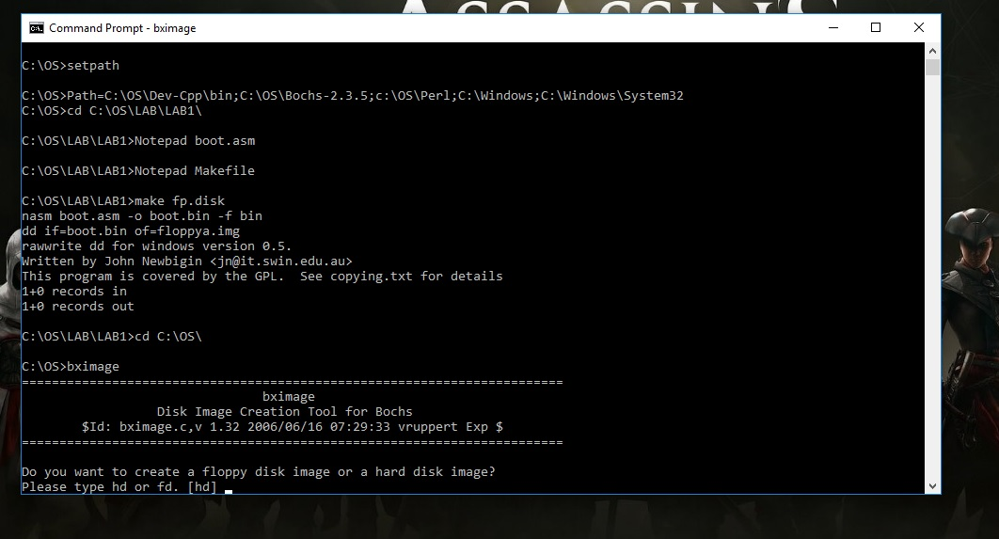 ASSASSIN'S
Command Prompt - bximage
C:\OS>setpath
C:\OS>Path=C:\OS\Dev-Cpp\bin;C:\OS\Bochs-2.3.5;c:\OS\Perl;C:\Windows;C:\Windows\System32
C:\OS>cd C:\OS\LAB\LAB1\
C:\OS\LAB\LAB1>Notepad boot.asm
C:\OS\LAB\LAB1>Notepad Makefile
C:\OS\LAB\LAB1>make fp.disk
nasm boot.asm -o boot.bin -f bin
dd if=boot.bin of=floppya.img
rawwrite dd for windows version 0.5.
Written by John Newbigin <jn@it.swin.edu.au>
This program is covered by the GPL.  See copying.txt for details
1+0 records in
1+0 records out
C:\OS\LAB\LAB1>cd C:\OS\
C:\OS>bximage
========================================================================
bximage
Disk Image Creation Tool for Bochs
$Id: bximage.c,v 1.32 2006/06/16 07:29:33 vruppert Exp $
========================================================================
Do you want to create a floppy disk image or a hard disk image?
Please type hd or fd. [hd]